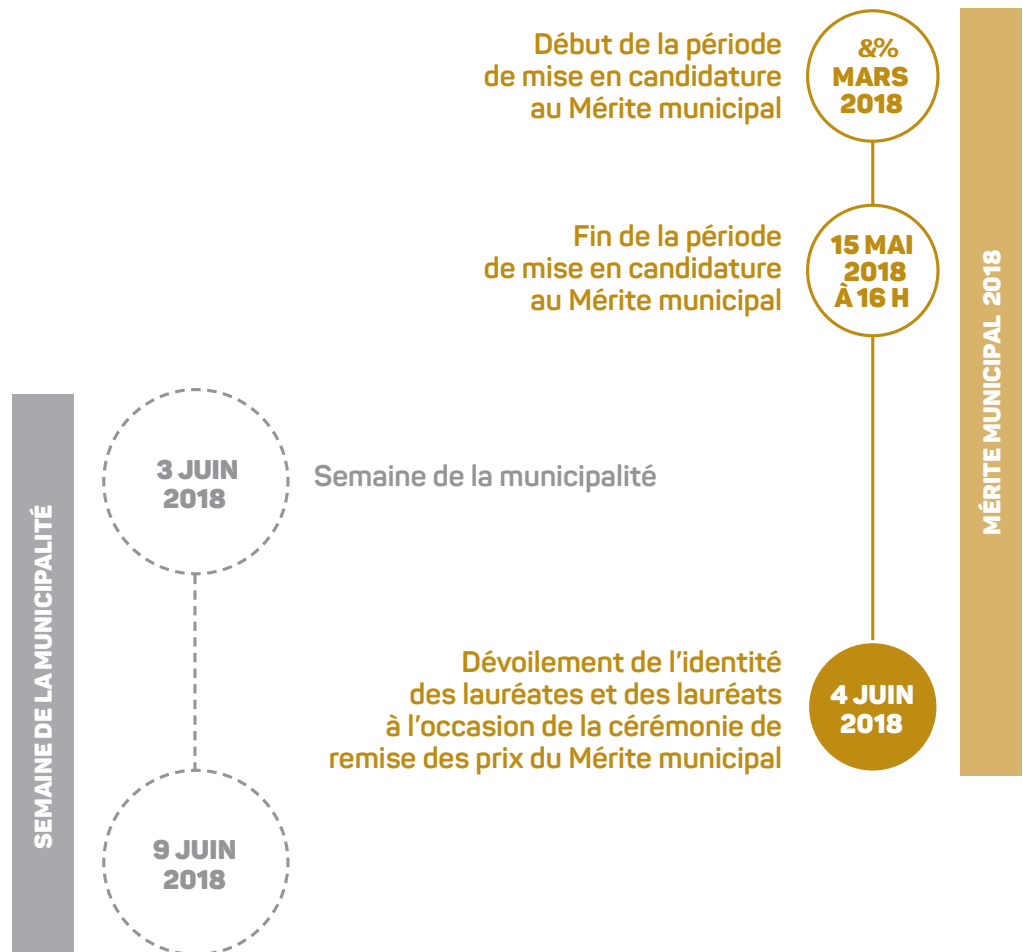 Début de la période
de mise en candidature
au Mérite municipal
&%
MARS
2018
Fin de la période
de mise en candidature
au Mérite municipal
15 MAI
2018
À 16 H
MÉRITE MUNICIPAL 2018
SEMAINE DE LA MUNICIPALITÉ
3 JUIN
2018
Semaine de la municipalité
Dévoilement de l'identité
des lauréates et des lauréats
à l'occasion de la cérémonie de
remise des prix du Mérite municipal
4 JUIN
2018
9 JUIN
2018